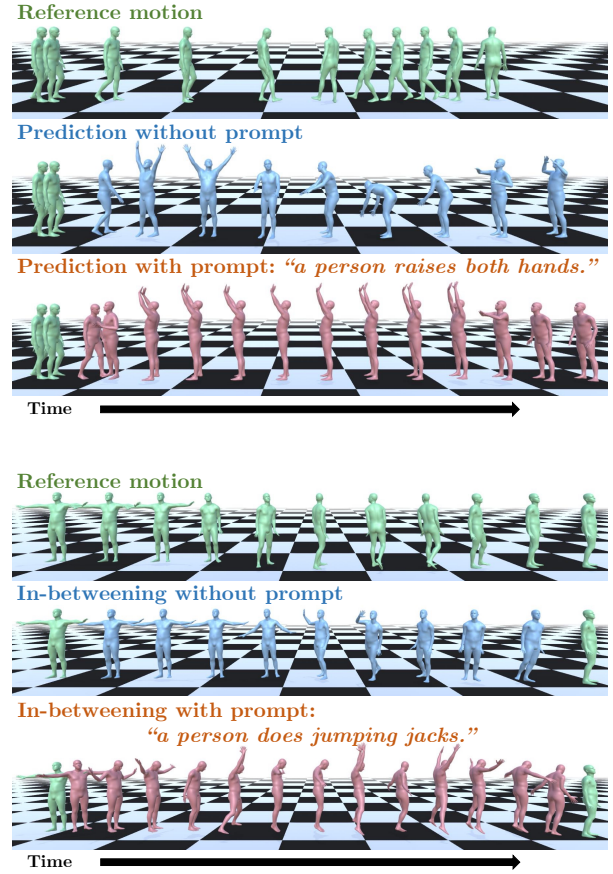 Reference motion
Prediction without prompt
Prediction with prompt: “a person raises both hands.”
Time
Reference motion
In-betweening without prompt
In-betweening with prompt:
“a person does jumping jacks.”
Time